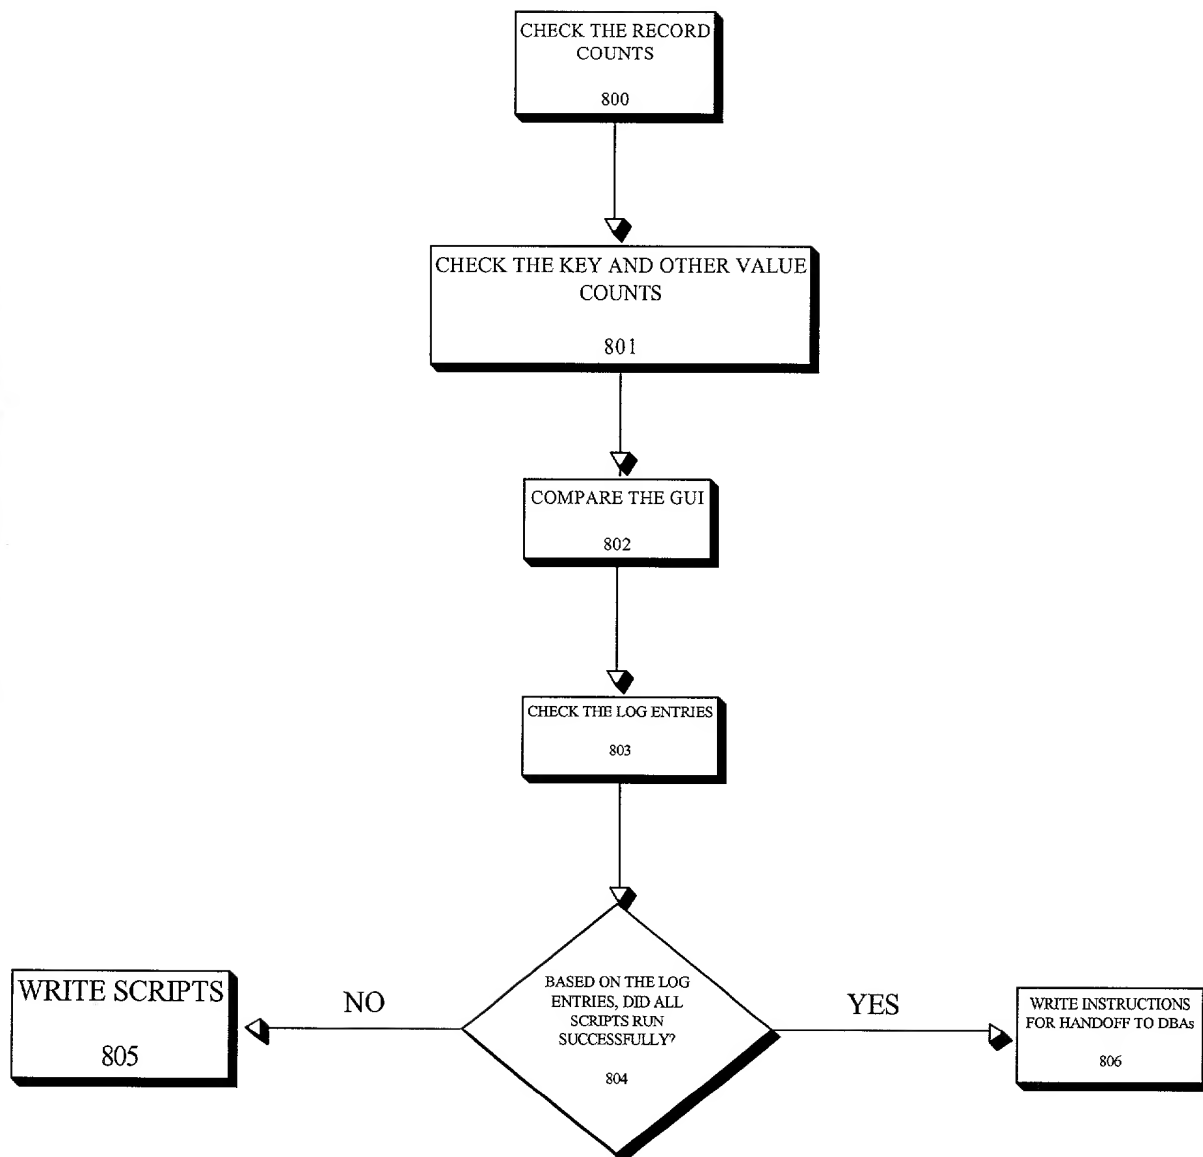 CHECK THE RECORD
COUNTS
800
CHECK THE KEY AND OTHER VALUE
COUNTS
801
COMPARE THE GUI
802
CHECK THE LOG ENTRIES
803
BASED ON THE LOG
ENTRIES, DID ALL
SCRIPTS RUN
SUCCESSFULLY?
804
NO
WRITE SCRIPTS
805
YES
WRITE INSTRUCTIONS
FOR HANDOFF TO DBAs
806